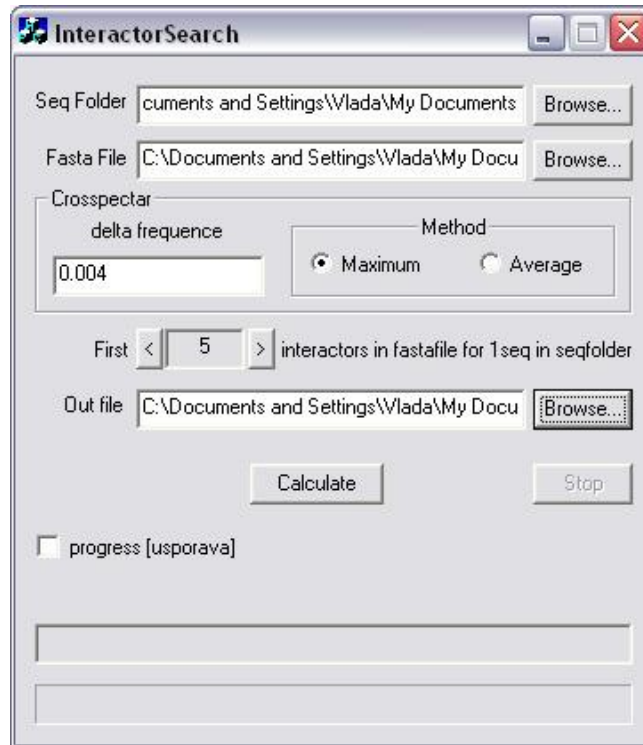 InteractorSearch
Seq Folder cuments and Settings\Vlada\My Documents Browse...
Fasta File C:\Documents and Settings\Vlada\My Docu Browse...
Crosspectar
delta frequence Method
0.004 Maximum Average
First < 5 > interactors in fastafile for 1seq in seqfolder
Out file C:\Documents and Settings\Vlada\My Docu Browse...
Calculate Stop
progress [usporava]